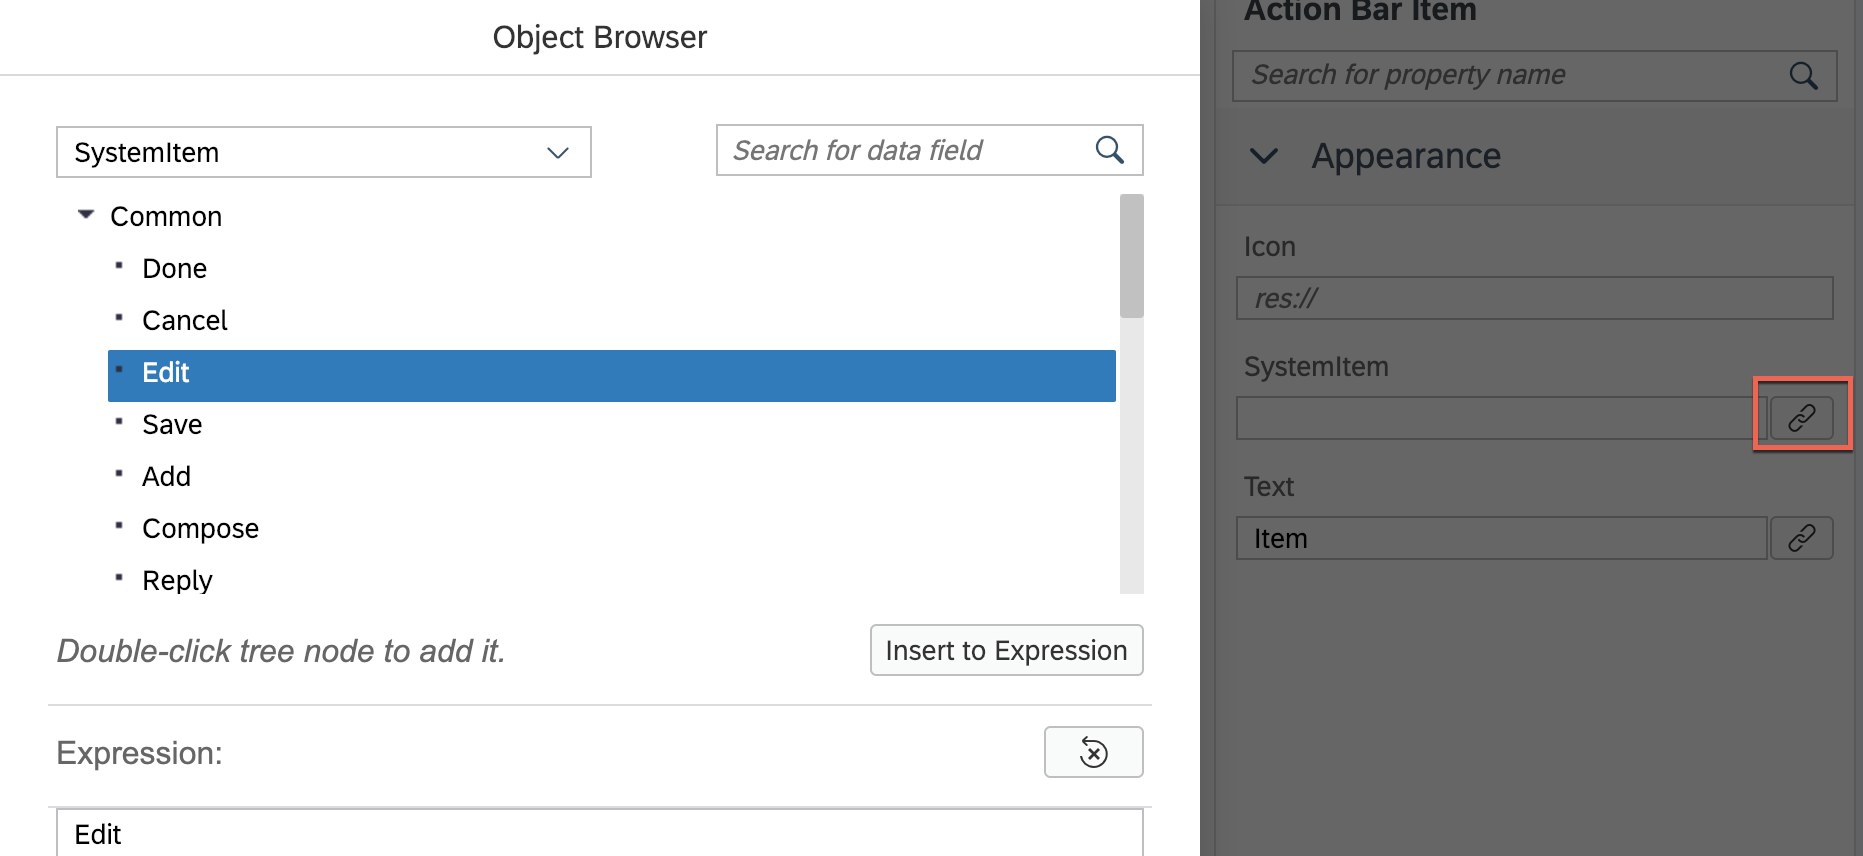 Object Browser
SystemItem
Search for data field
Common
Done
Cancel
Edit
Save
Add
Compose
Reply
Double-click tree node to add it.
Insert to Expression
Expression:
Edit
Action Bar Item
Search for property name
Appearance
Icon
res://
SystemItem
Text
Item